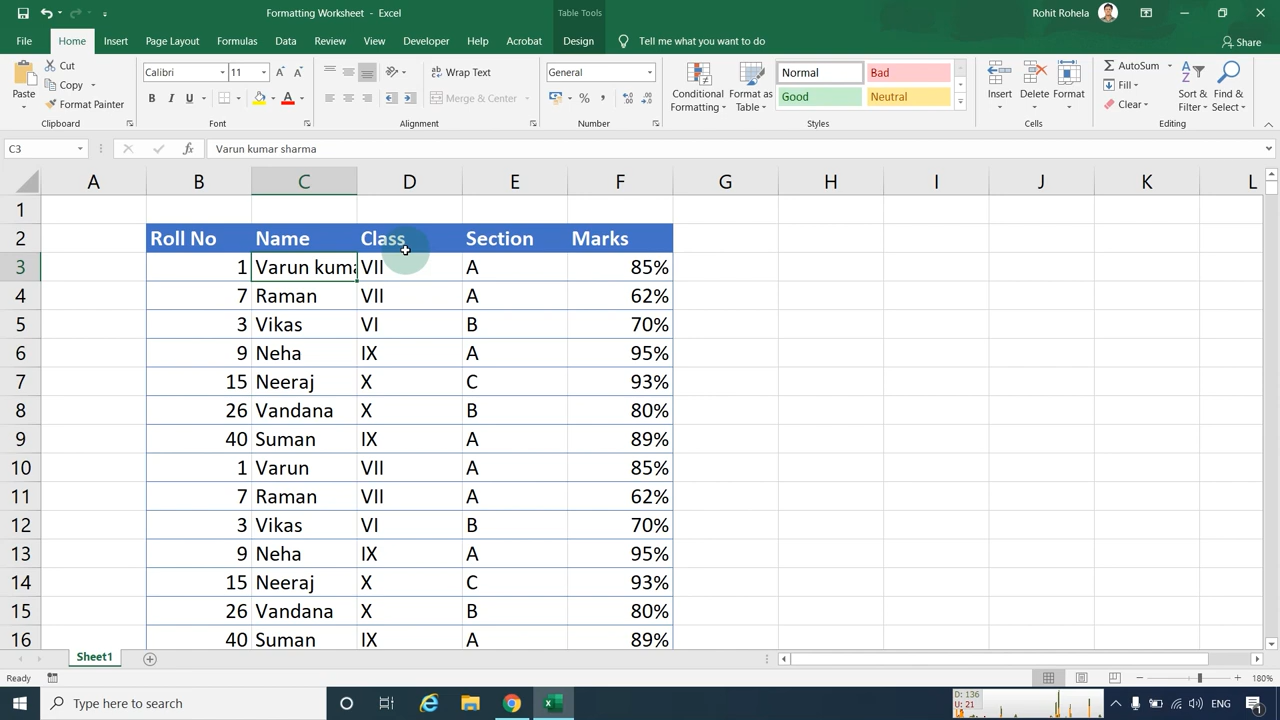 Formatting Worksheet - Excel
Table Tools
Rohit Rohela
File Home Insert Page Layout Formulas Data Review View Developer Help Acrobat Design Tell me what you want to do Share
Paste
Cut
Copy
Format Painter
Clipboard
Calibri 11
B I U A
Font
Wrap Text
Merge & Center
Alignment
General
%
Number
Conditional Formatting
Format as Table
Normal Bad
Good Neutral
Styles
Insert Delete Format
Cells
AutoSum
Fill
Clear
Sort & Filter
Find & Select
Editing
C3 fx Varun kumar sharma
A B C D E F G H I J K L
1
2 Roll No Name Class Section Marks
3 1 Varun kuma VII A 85%
4 7 Raman VII A 62%
5 3 Vikas VI B 70%
6 9 Neha IX A 95%
7 15 Neeraj X C 93%
8 26 Vandana X B 80%
9 40 Suman IX A 89%
10 1 Varun VII A 85%
11 7 Raman VII A 62%
12 3 Vikas VI B 70%
13 9 Neha IX A 95%
14 15 Neeraj X C 93%
15 26 Vandana X B 80%
16 40 Suman IX A 89%
Sheet1
Ready 180%
Type here to search
D: 136
U: 21
ENG
1